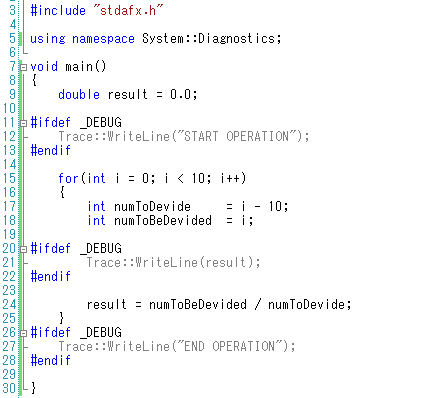 3 #include "stdafx.h"
4
5 using namespace System::Diagnostics;
6
7 void main()
8 {
9     double result = 0.0;
10
11 #ifdef _DEBUG
12     Trace::WriteLine("START OPERATION");
13 #endif
14
15     for(int i = 0; i < 10; i++)
16     {
17         int numToDevide     = i - 10;
18         int numToBeDevided  = i;
19
20 #ifdef _DEBUG
21         Trace::WriteLine(result);
22 #endif
23
24         result = numToBeDevided / numToDevide;
25     }
26 #ifdef _DEBUG
27     Trace::WriteLine("END OPERATION");
28 #endif
29
30 }